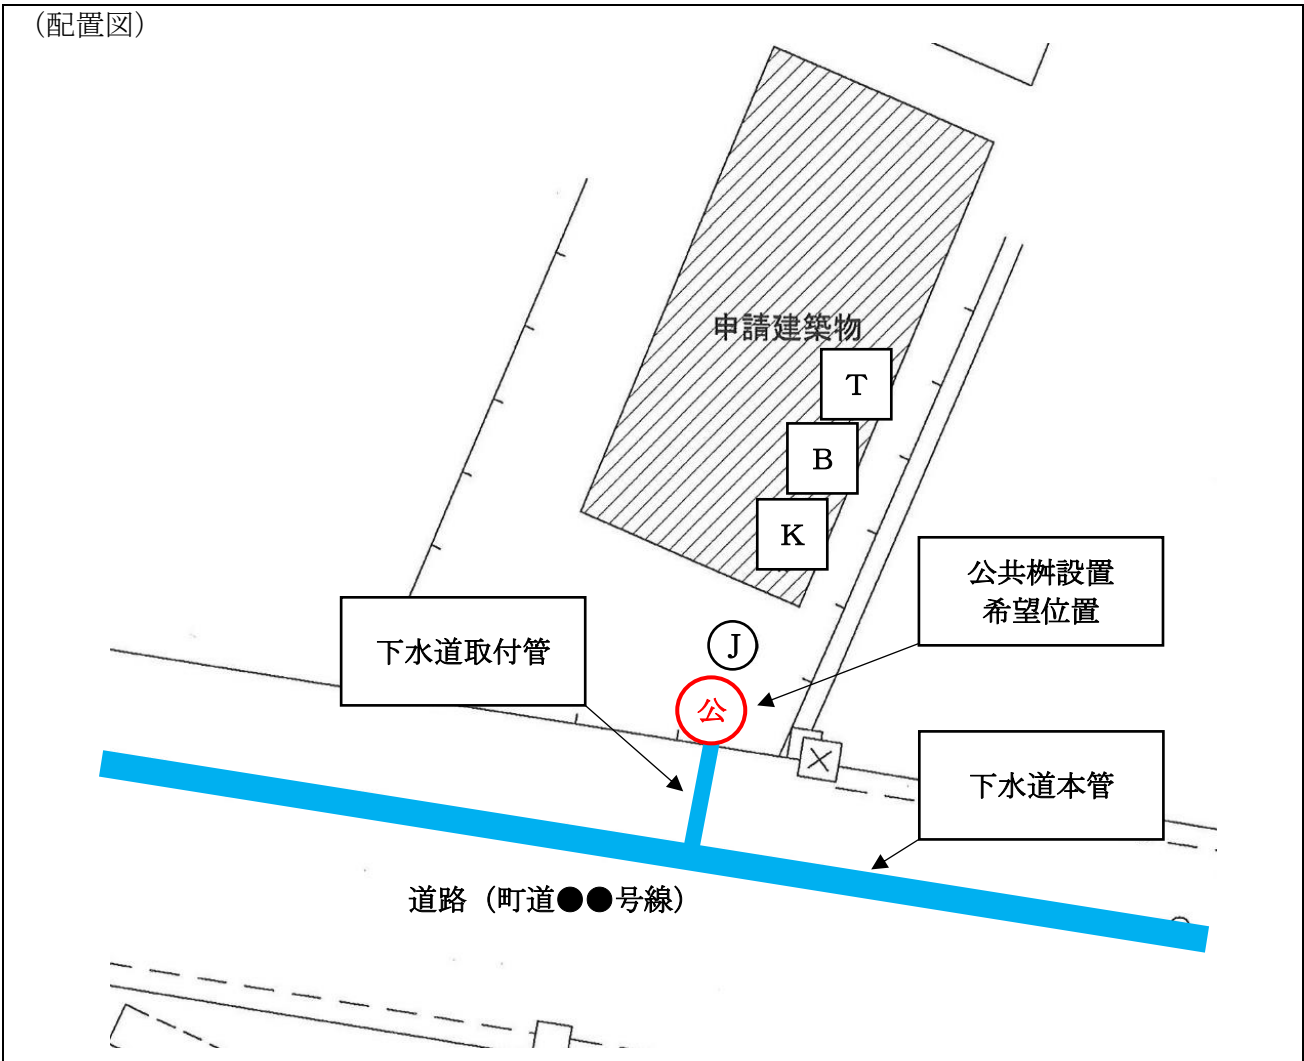 （配置図）
申請建築物
T
B
K
公共桝設置
希望位置
下水道取付管
J
公
下水道本管
道路（町道●●号線）